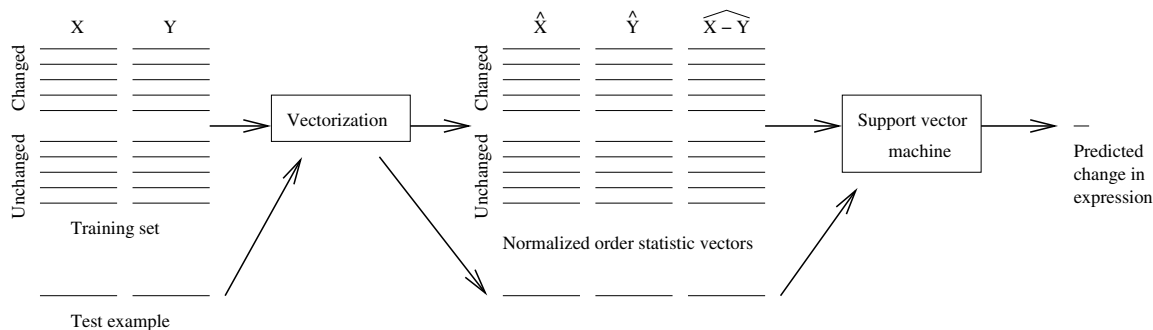 X Y
X̂ Ŷ X − Y
Changed
Unchanged
Vectorization
Changed
Unchanged
Support vector
machine
Predicted
change in
expression
Training set
Normalized order statistic vectors
Test example